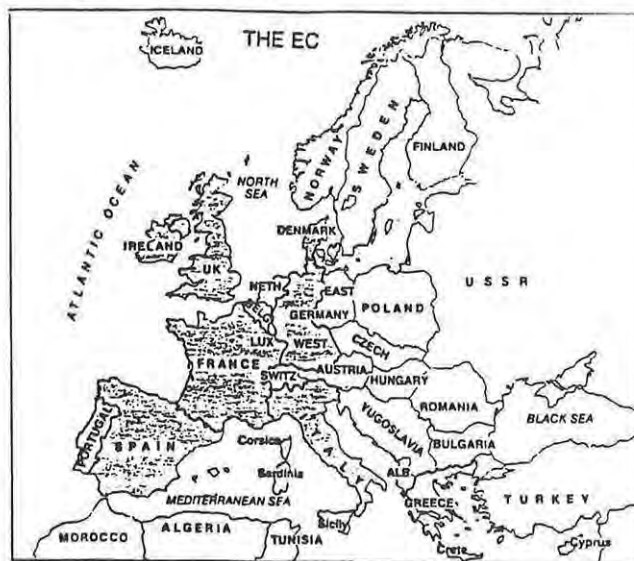 THE EC
ICELAND
ATLANTIC OCEAN
NORTH
SEA
NORWAY
SWEDEN
FINLAND
DENMARK
IRELAND
UK
NETH
EAST
GERMANY
WEST
POLAND
USSR
BELG
LUX
CZECH
FRANCE
SWITZ
AUSTRIA
HUNGARY
ROMANIA
YUGOSLAVIA
BULGARIA
BLACK SEA
PORTUGAL
SPAIN
Corsica
Sardinia
ITALY
ALB.
GREECE
TURKEY
MEDITERRANEAN SEA
Sicily
Crete
Cyprus
MOROCCO
ALGERIA
TUNISIA